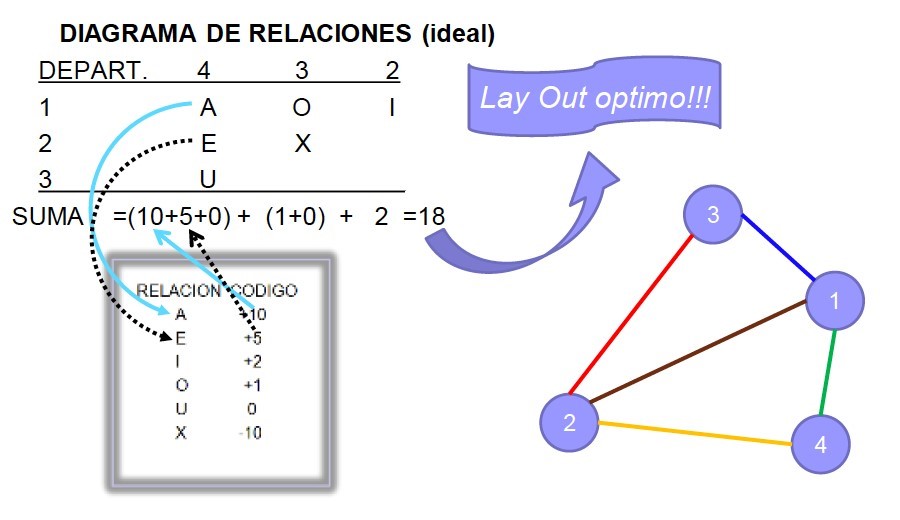 DIAGRAMA DE RELACIONES (ideal)
DEPART. 4 3 2
1 A O I
2 E X
3 U
SUMA =(10+5+0) + (1+0) + 2 =18
Lay Out optimo!!!
RELACION CODIGO
A +10
E +5
I +2
O +1
U 0
X -10
3
1
2
4